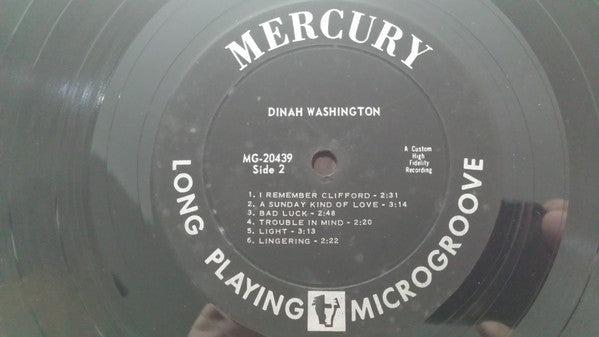 MERCURY
DINAH WASHINGTON
MG-20439
Side 2
A Custom
High
Fidelity
Recording
1. I REMEMBER CLIFFORD - 2:31
2. A SUNDAY KIND OF LOVE - 3:14
3. BAD LUCK - 2:48
4. TROUBLE IN MIND - 2:20
5. LIGHT - 3:13
6. LINGERING - 2:22
LONG PLAYING MICROGROOVE